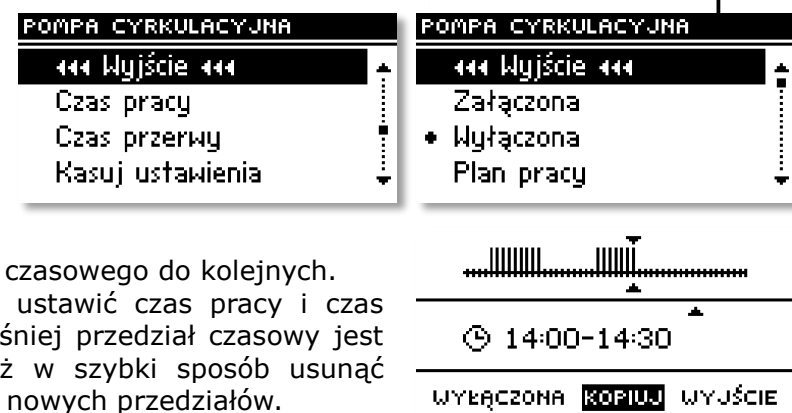 POMPA CYRKULACYJNA
◄◄◄ Wyjście ◄◄◄
Czas pracy
Czas przerwy
Kasuj ustawienia
POMPA CYRKULACYJNA
◄◄◄ Wyjście ◄◄◄
Załączona
• Wyłączona
Plan pracy
czasowego do kolejnych.
ustawić czas pracy i czas
śniej przedział czasowy jest
ż w szybki sposób usunąć
nowych przedziałów.
14:00-14:30
WYŁĄCZONA KOPIUJ WYJŚCIE